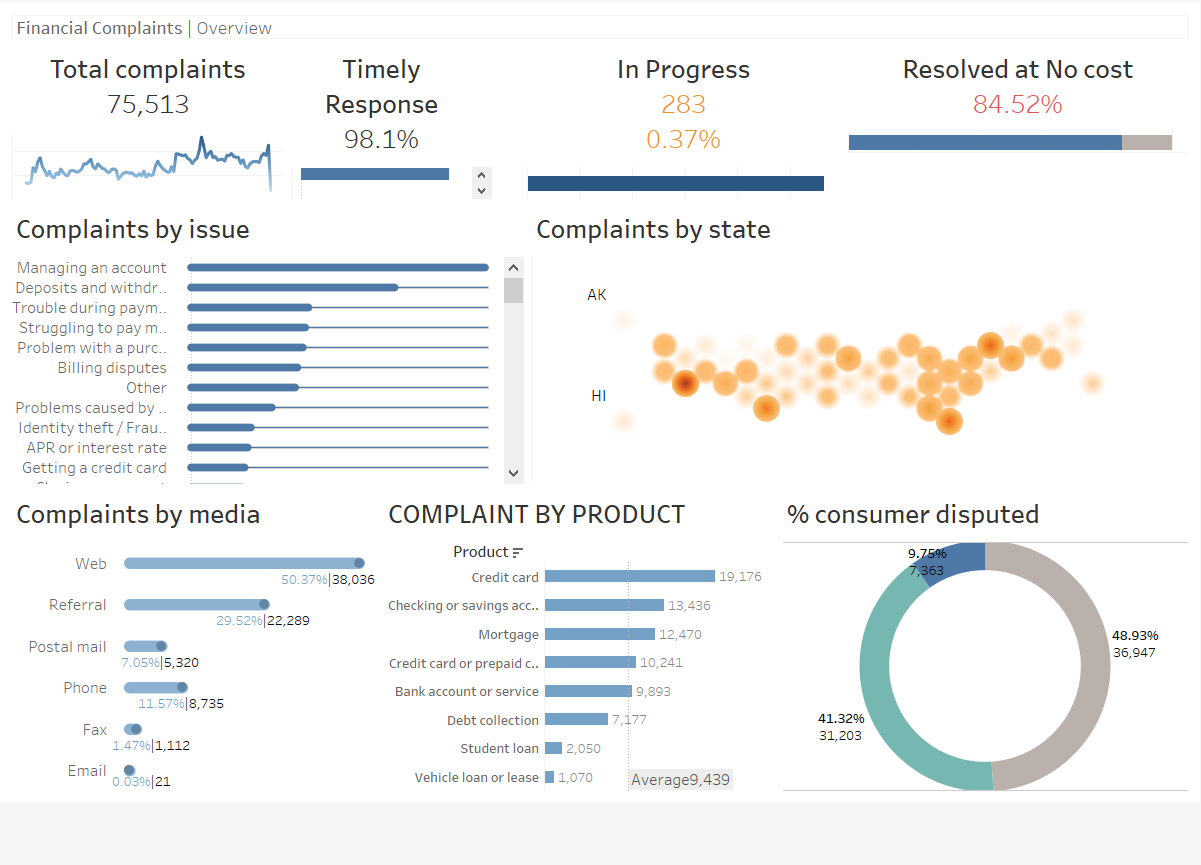 Financial Complaints | Overview
Total complaints
75,513
Timely
Response
98.1%
In Progress
283
0.37%
Resolved at No cost
84.52%
Complaints by issue
Managing an account
Deposits and withdr..
Trouble during paym..
Struggling to pay m..
Problem with a purc..
Billing disputes
Other
Problems caused by ..
Identity theft / Frau..
APR or interest rate
Getting a credit card
Complaints by state
AK
HI
Complaints by media
Web
50.37%|38,036
Referral
29.52%|22,289
Postal mail
7.05%|5,320
Phone
11.57%|8,735
Fax
1.47%|1,112
Email
0.03%|21
COMPLAINT BY PRODUCT
Product
Credit card 19,176
Checking or savings acc.. 13,436
Mortgage 12,470
Credit card or prepaid c.. 10,241
Bank account or service 9,893
Debt collection 7,177
Student loan 2,050
Vehicle loan or lease 1,070
Average9,439
% consumer disputed
9.75%
7,363
48.93%
36,947
41.32%
31,203